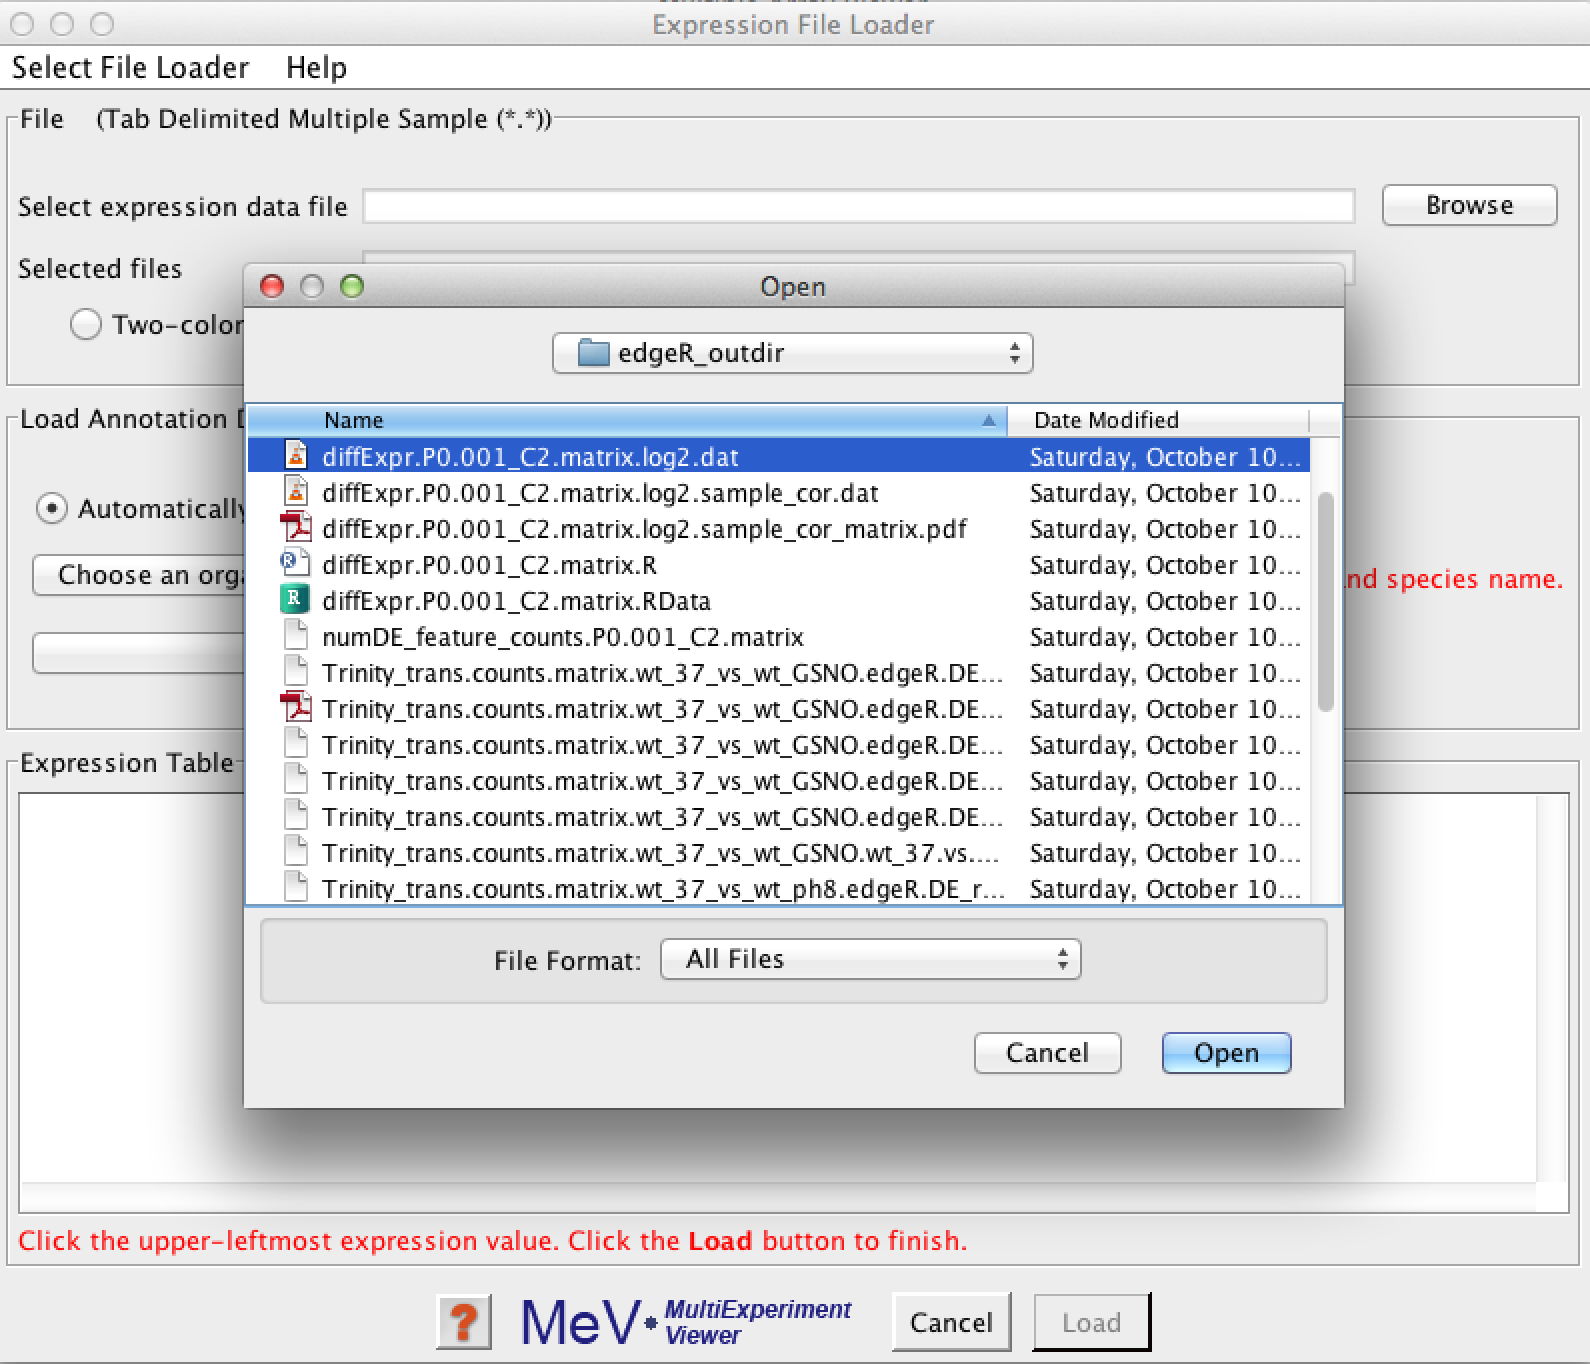 Expression File Loader
Select File Loader Help
File (Tab Delimited Multiple Sample (*.*))
Select expression data file
Browse
Selected files
Two-color
Open
edgeR_outdir
Load Annotation
Name Date Modified
diffExpr.P0.001_C2.matrix.log2.dat Saturday, October 10...
diffExpr.P0.001_C2.matrix.log2.sample_cor.dat Saturday, October 10...
diffExpr.P0.001_C2.matrix.log2.sample_cor_matrix.pdf Saturday, October 10...
diffExpr.P0.001_C2.matrix.R Saturday, October 10...
diffExpr.P0.001_C2.matrix.RData Saturday, October 10...
numDE_feature_counts.P0.001_C2.matrix Saturday, October 10...
Trinity_trans.counts.matrix.wt_37_vs_wt_GSNO.edgeR.DE... Saturday, October 10...
Trinity_trans.counts.matrix.wt_37_vs_wt_GSNO.edgeR.DE... Saturday, October 10...
Trinity_trans.counts.matrix.wt_37_vs_wt_GSNO.edgeR.DE... Saturday, October 10...
Trinity_trans.counts.matrix.wt_37_vs_wt_GSNO.edgeR.DE... Saturday, October 10...
Trinity_trans.counts.matrix.wt_37_vs_wt_GSNO.edgeR.DE... Saturday, October 10...
Trinity_trans.counts.matrix.wt_37_vs_wt_GSNO.wt_37.vs.... Saturday, October 10...
Trinity_trans.counts.matrix.wt_37_vs_wt_ph8.edgeR.DE_r... Saturday, October 10...
Automatically
Choose an orga
nd species name.
Expression Table
File Format: All Files
Cancel Open
Click the upper-leftmost expression value. Click the Load button to finish.
? MeV MultiExperiment
Viewer
Cancel Load